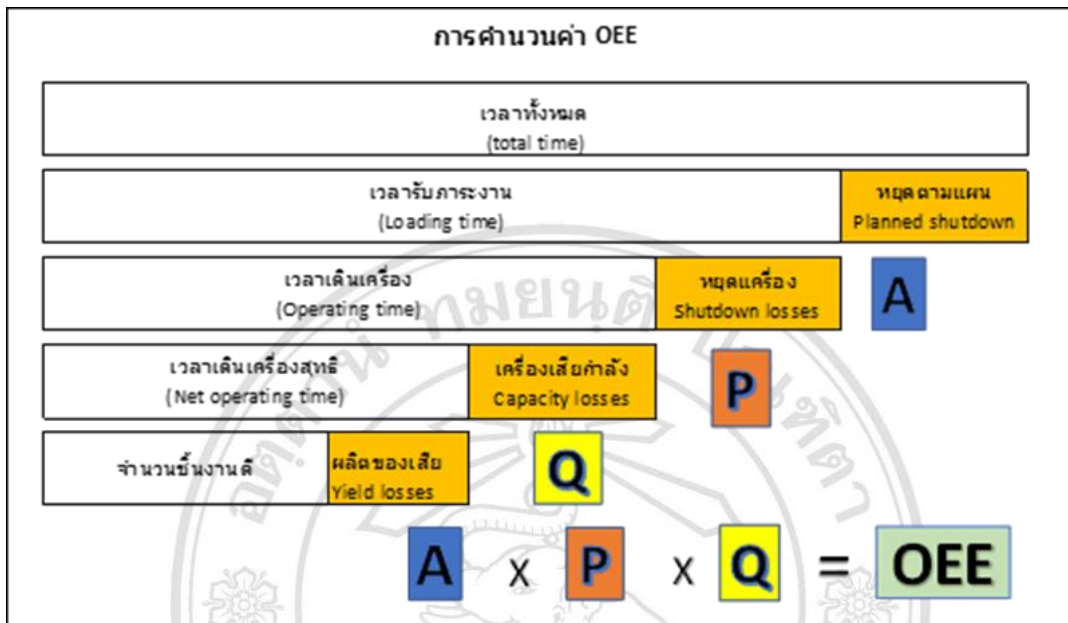 การคำนวนค่า OEE
เวลาทั้งหมด
(total time)
เวลารับภาระงาน
(Loading time)
หยุดตามแผน
Planned shutdown
เวลาเดินเครื่อง
(Operating time)
หยุดเครื่อง
Shutdown losses
A
เวลาเดินเครื่องสุทธิ
(Net operating time)
เครื่องเสียกำลัง
Capacity losses
P
จำนวนชิ้นงานดี
ผลิตของเสีย
Yield losses
Q
A x P x Q = OEE